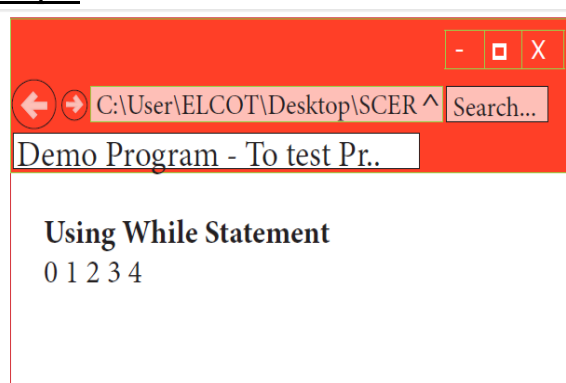 - X
C:\User\ELCOT\Desktop\SCER ^ Search...
Demo Program - To test Pr..
Using While Statement
0 1 2 3 4